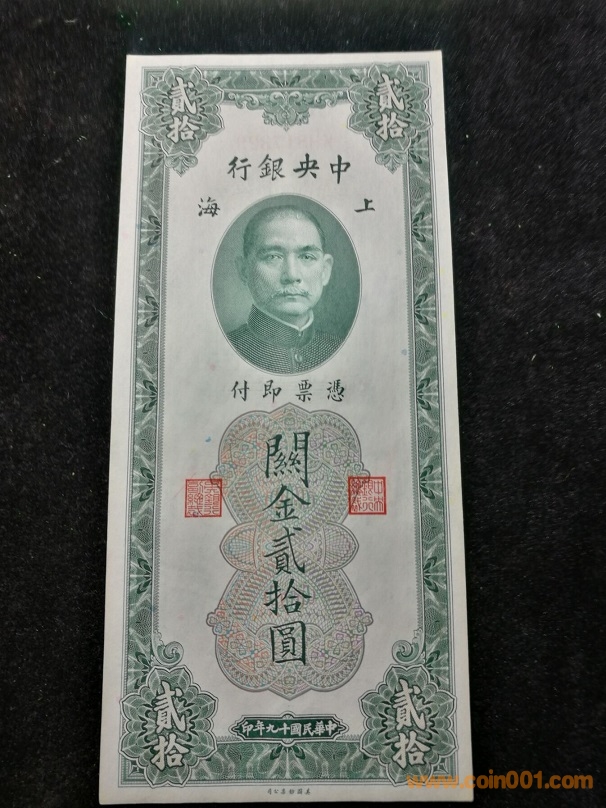 貳拾
貳拾
中央銀行
上海
憑票即付
關金貳拾圓
貳拾
貳拾
中華民國十九年印
www.coin001.com